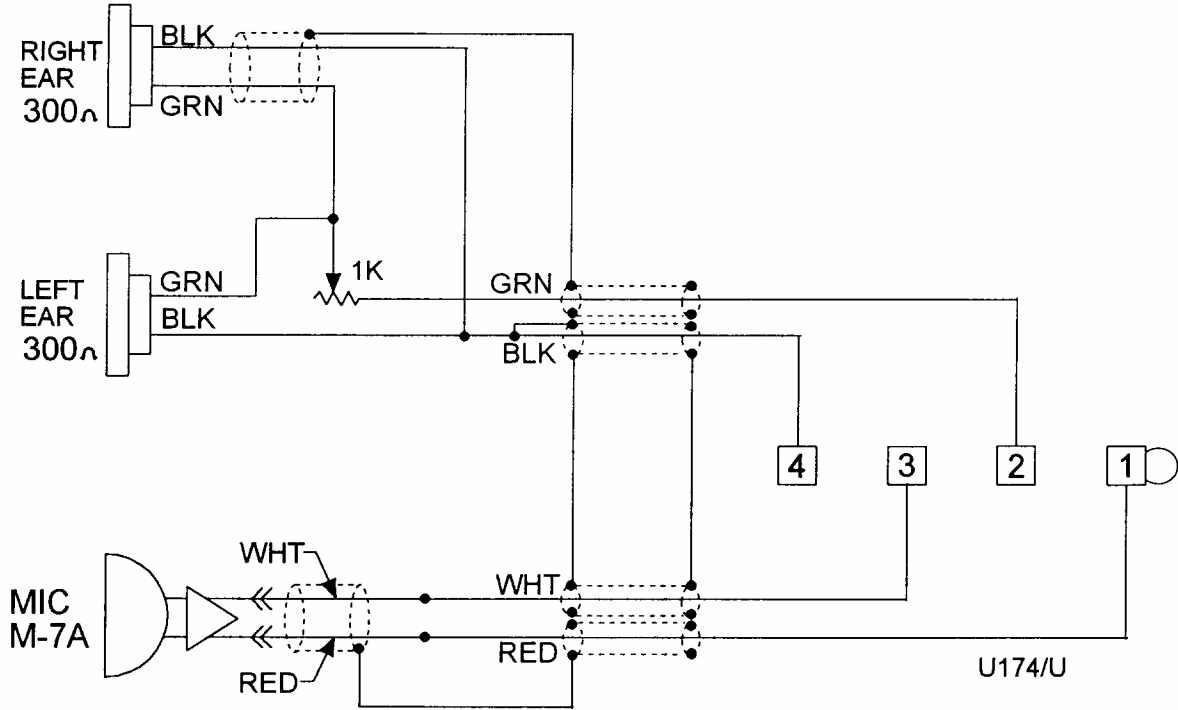 RIGHT
EAR
300Ω
BLK
GRN
LEFT
EAR
300Ω
GRN
BLK
1K
GRN
BLK
4
3
2
1
MIC
M-7A
WHT
RED
WHT
RED
U174/U